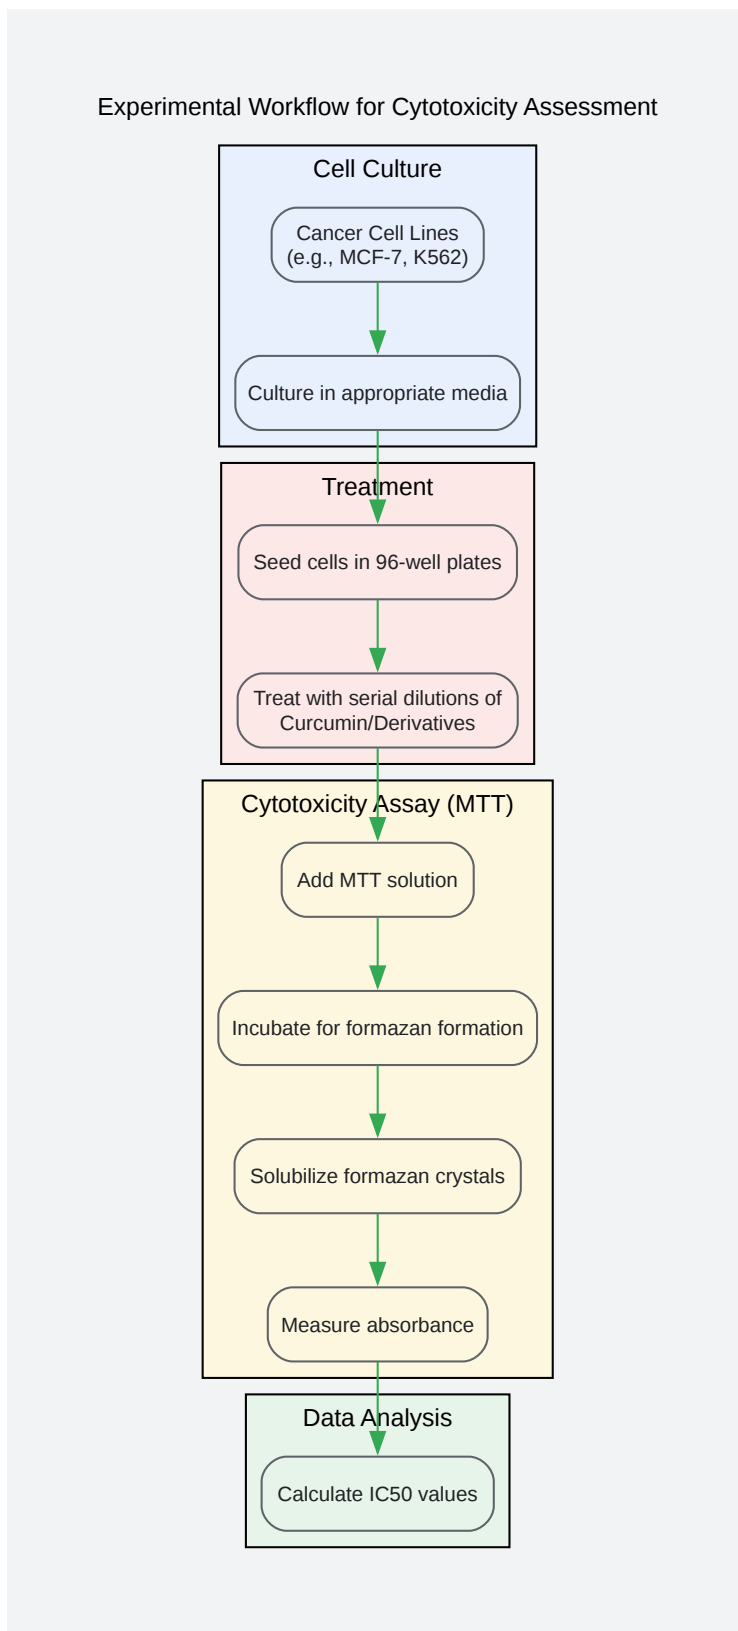 Experimental Workflow for Cytotoxicity Assessment
Cell Culture
Cancer Cell Lines
(e.g., MCF-7, K562)
Culture in appropriate media
Treatment
Seed cells in 96-well plates
Treat with serial dilutions of
Curcumin/Derivatives
Cytotoxicity Assay (MTT)
Add MTT solution
Incubate for formazan formation
Solubilize formazan crystals
Measure absorbance
Data Analysis
Calculate IC50 values